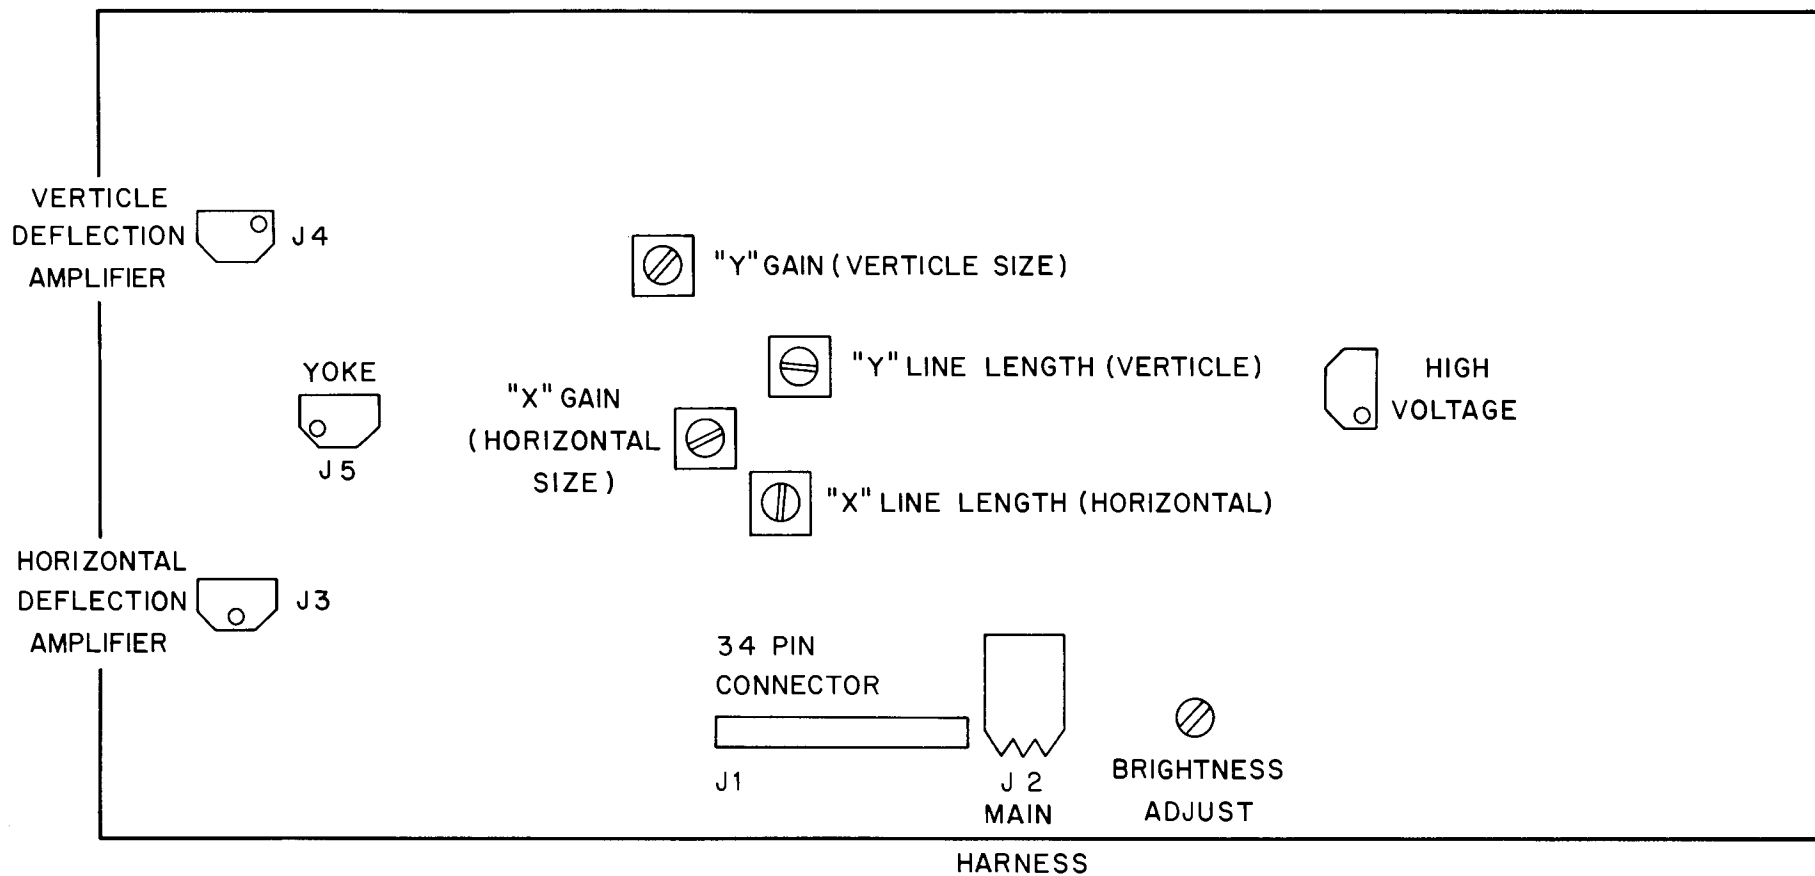 VERTICLE
DEFLECTION
AMPLIFIER
J4
"Y" GAIN (VERTICLE SIZE)
"Y" LINE LENGTH (VERTICLE)
HIGH
VOLTAGE
YOKE
J5
"X" GAIN
(HORIZONTAL
SIZE)
"X" LINE LENGTH (HORIZONTAL)
HORIZONTAL
DEFLECTION
AMPLIFIER
J3
34 PIN
CONNECTOR
J1
J2
MAIN
HARNESS
BRIGHTNESS
ADJUST